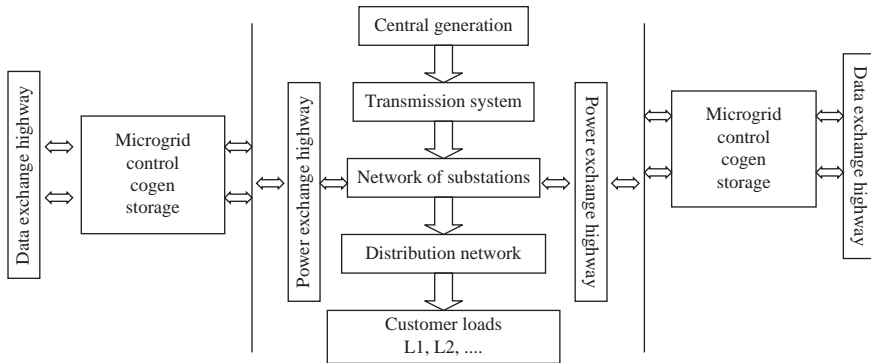 Central generation
Transmission system
Network of substations
Distribution network
Customer loads
L1, L2, ....
Data exchange highway
Microgrid
control
cogen
storage
Power exchange highway
Power exchange highway
Microgrid
control
cogen
storage
Data exchange highway